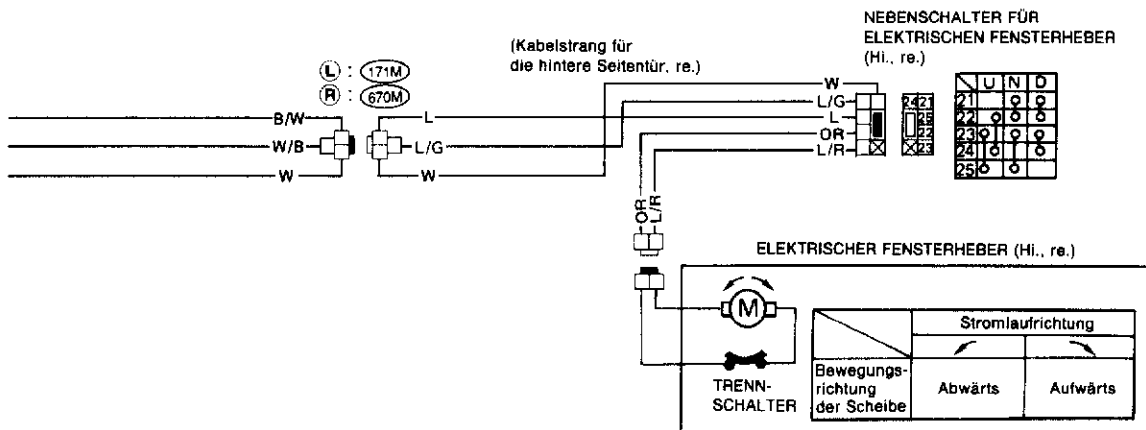 NEBENSCHALTER FÜR
ELEKTRISCHEN FENSTERHEBER
(Hi., re.)
(Kabelstrang für
die hintere Seitentür, re.)
L : 171M
R : 670M
B/W
W/B
W
L
L/G
W
W
L/G
L
OR
L/R
24 21
25
22
23
U N D
21
22
23
24
25
OR
L/R
ELEKTRISCHER FENSTERHEBER (Hi., re.)
M
TRENN-
SCHALTER
Stromlaufrichtung
Bewegungs-
richtung
der Scheibe
Abwärts
Aufwärts